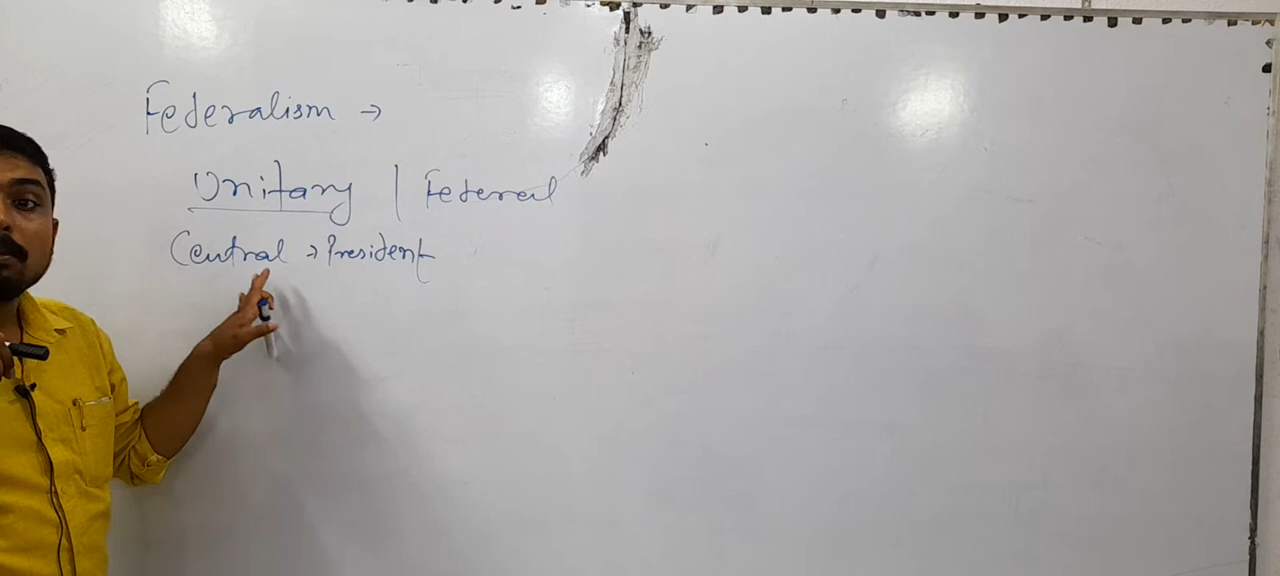 Federalism →
Unitary | Federal
Central → President